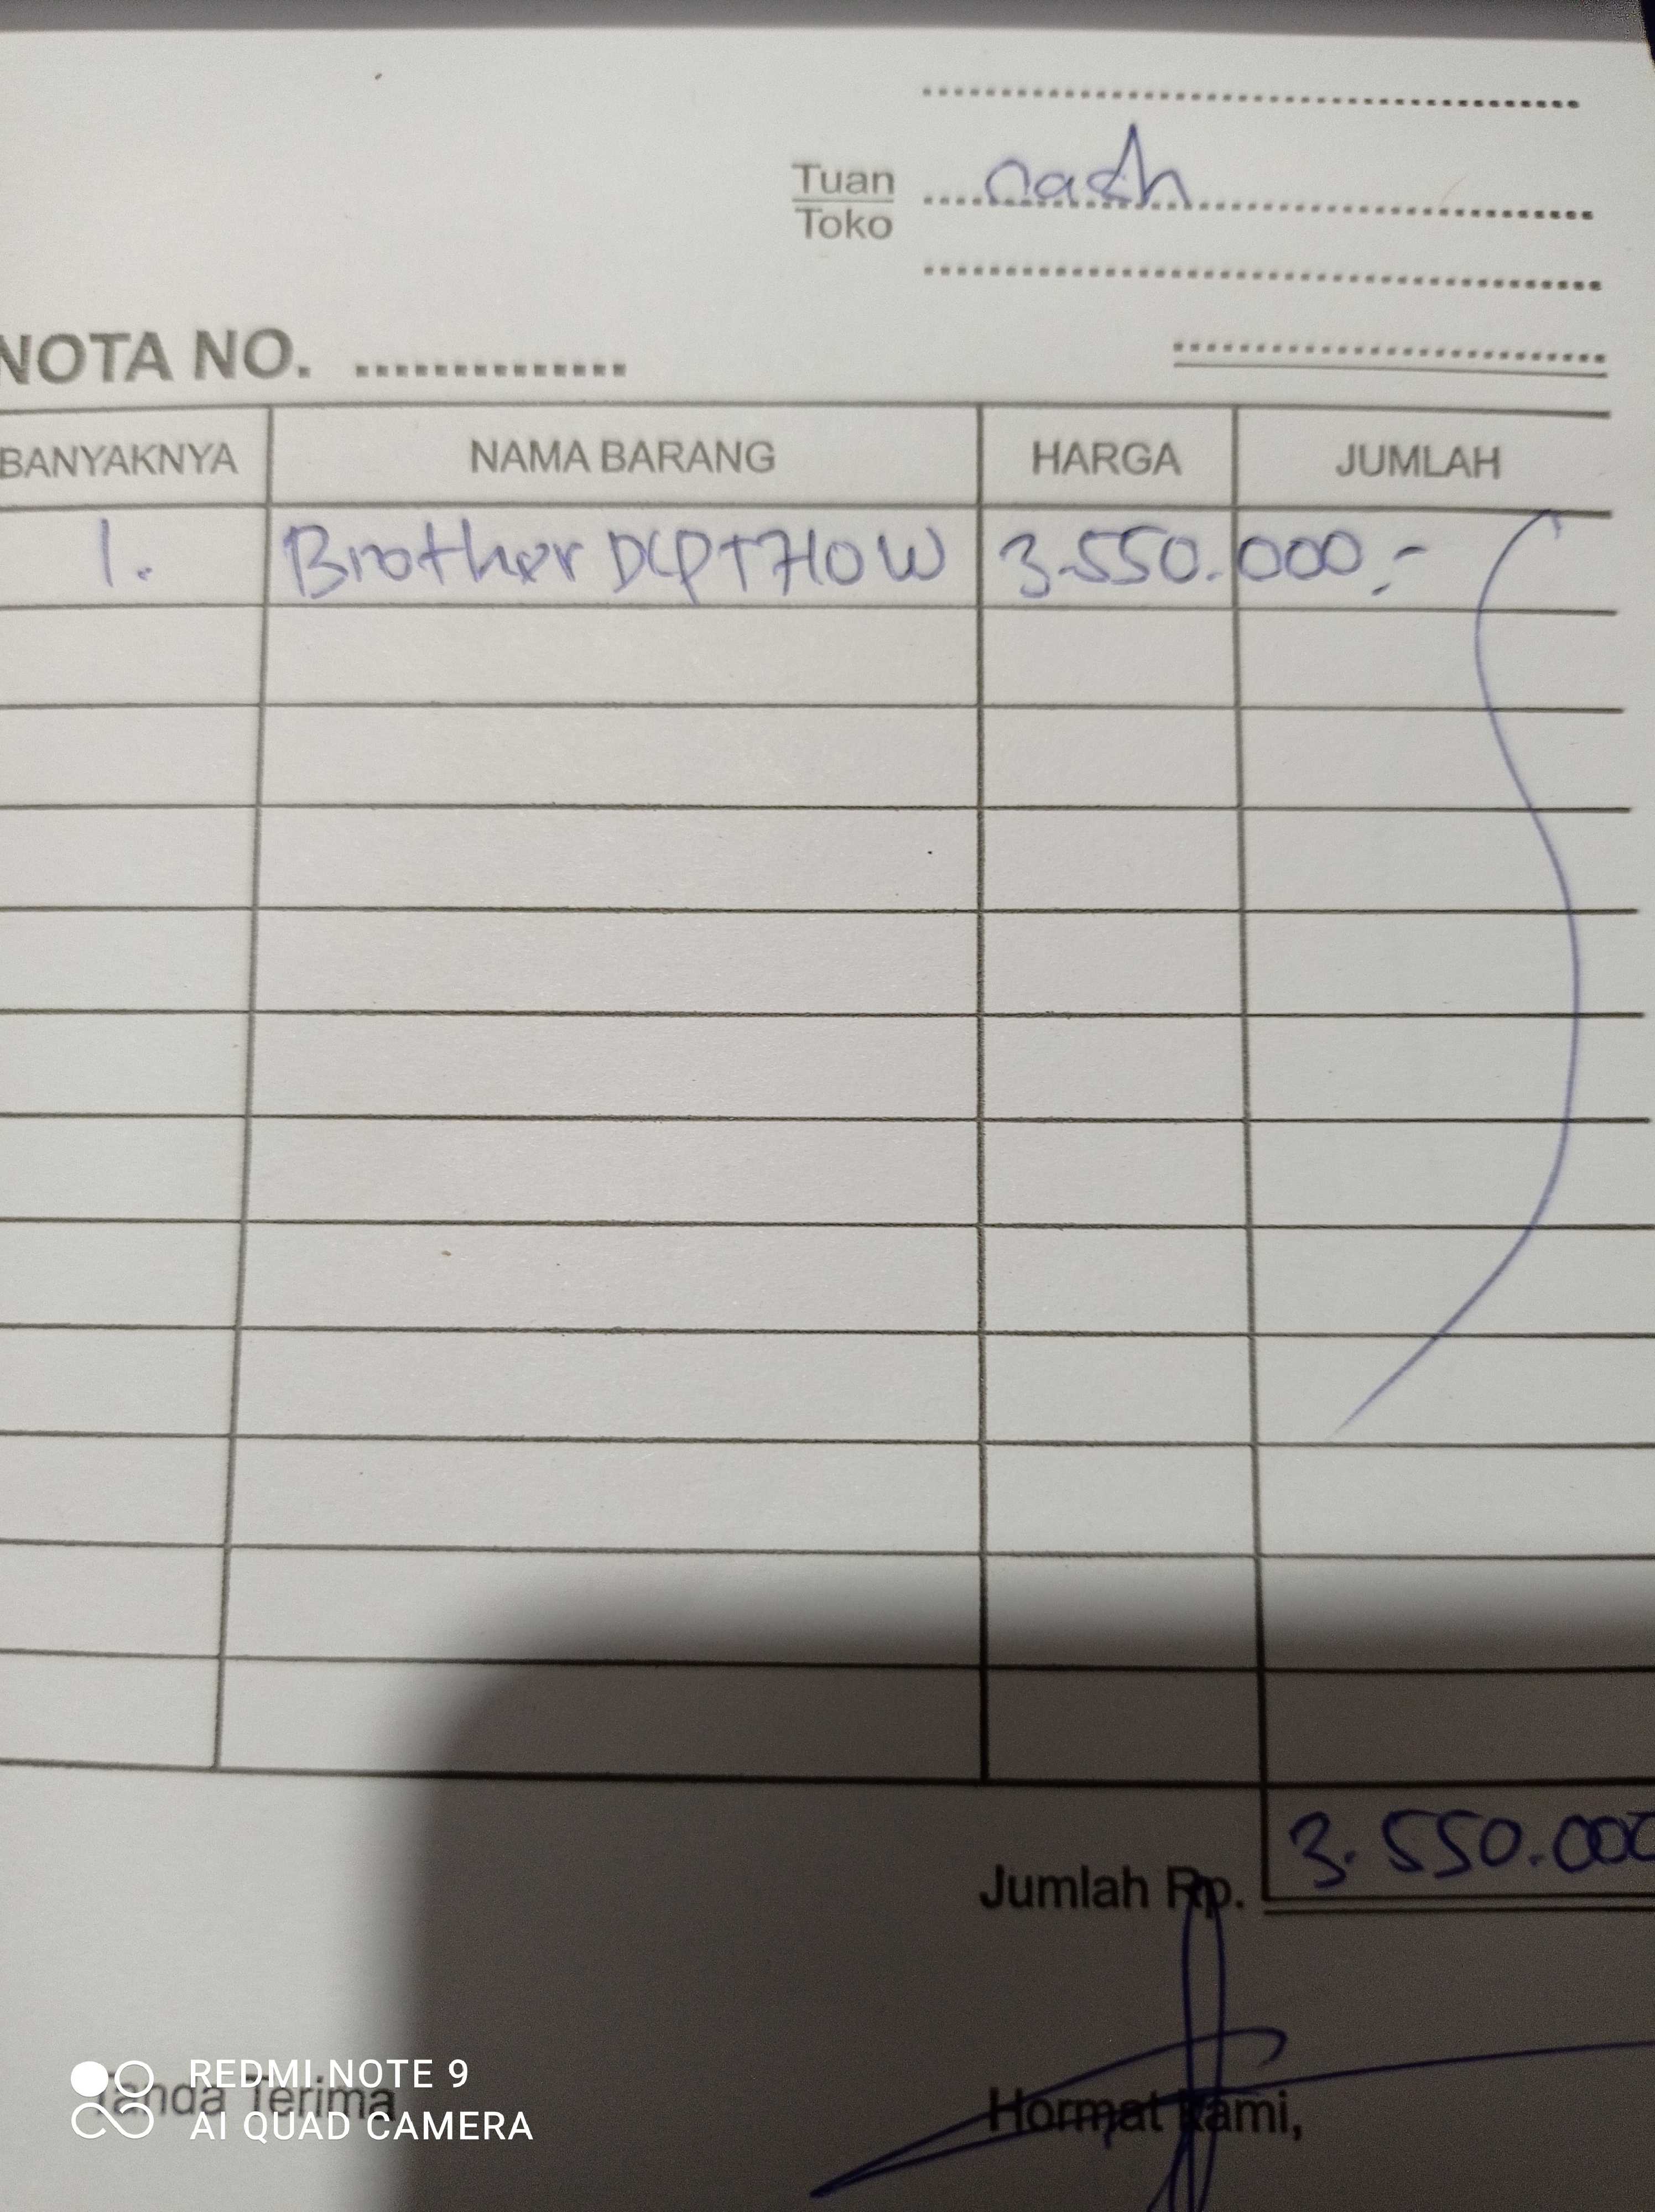 Tuan nash
Toko
NOTA NO. ..............
BANYAKNYA NAMA BARANG HARGA JUMLAH
1. Brother DCPT710W 3.550.000,-
Jumlah Rp. 3.550.000
Tanda Terima Hormat Kami,
REDMI NOTE 9
AI QUAD CAMERA